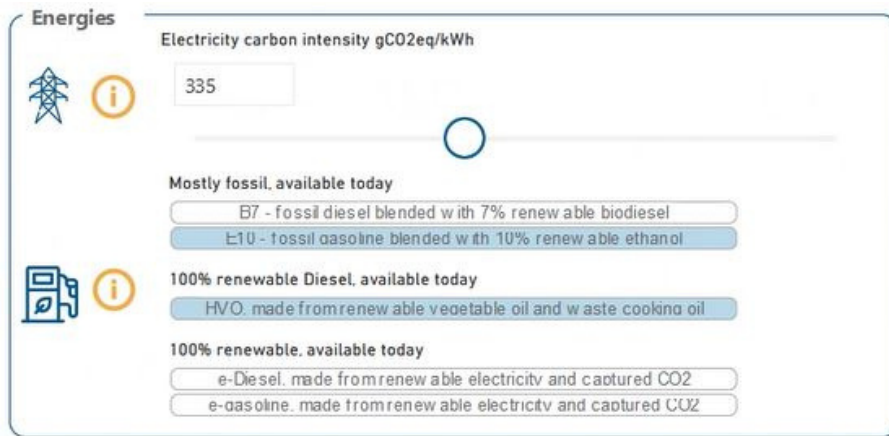 Energies
Electricity carbon intensity gCO2eq/kWh
335
Mostly fossil, available today
B7 - fossil diesel blended with 7% renewable biodiesel
E10 - fossil gasoline blended with 10% renewable ethanol
100% renewable Diesel, available today
HVO, made from renewable vegetable oil and waste cooking oil
100% renewable, available today
e-Diesel, made from renewable electricity and captured CO2
e-gasoline, made from renewable electricity and captured CO2